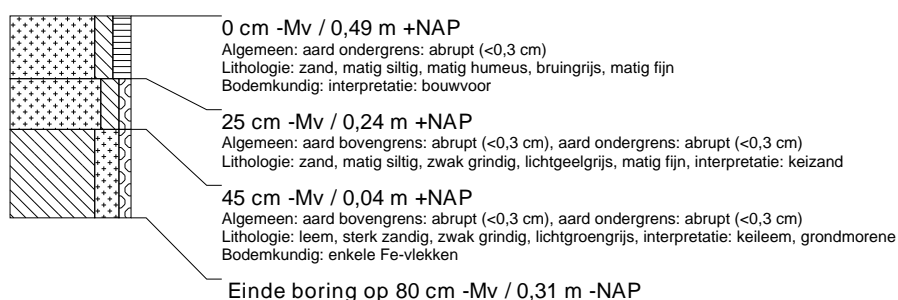 0 cm -Mv / 0,49 m +NAP
Algemeen: aard ondergrens: abrupt (<0,3 cm)
Lithologie: zand, matig siltig, matig humeus, bruingrijs, matig fijn
Bodemkundig: interpretatie: bouwvoor
25 cm -Mv / 0,24 m +NAP
Algemeen: aard bovengrens: abrupt (<0,3 cm), aard ondergrens: abrupt (<0,3 cm)
Lithologie: zand, matig siltig, zwak grindig, lichtgeelgrijs, matig fijn, interpretatie: keizand
45 cm -Mv / 0,04 m +NAP
Algemeen: aard bovengrens: abrupt (<0,3 cm), aard ondergrens: abrupt (<0,3 cm)
Lithologie: leem, sterk zandig, zwak grindig, lichtgroengrijs, interpretatie: keileem, grondmorene
Bodemkundig: enkele Fe-vlekken
Einde boring op 80 cm -Mv / 0,31 m -NAP